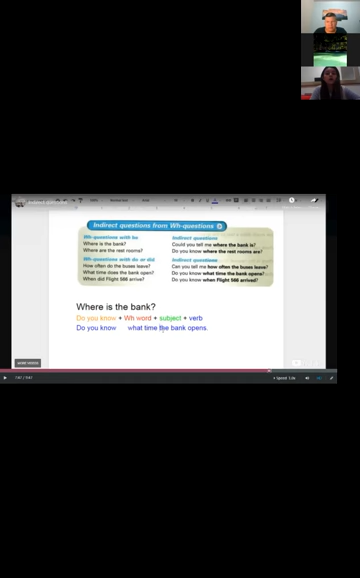 Indirect questions from Wh-questions
Wh-questions with be
Where is the bank?
Where are the rest rooms?
Indirect questions
Could you tell me where the bank is?
Do you know where the rest rooms are?
Wh-questions with do or did
How often do the buses leave?
What time does the bank open?
When did Flight 566 arrive?
Indirect questions
Can you tell me how often the buses leave?
Do you know what time the bank opens?
Do you know when Flight 566 arrived?
Where is the bank?
Do you know + Wh word + subject + verb
Do you know what time the bank opens.
MORE VIDEOS